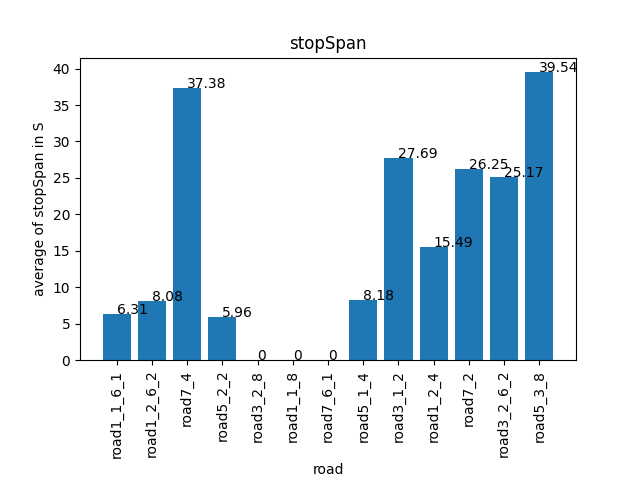 stopSpan
average of stopSpan in S
40
35
30
25
20
15
10
5
0
6.31
8.08
37.38
5.96
0
0
0
8.18
27.69
15.49
26.25
25.17
39.54
road1_1_6_1
road1_2_6_2
road7_4
road5_2_2
road3_2_8
road1_1_8
road7_6_1
road5_1_4
road3_1_2
road1_2_4
road7_2
road3_2_6_2
road5_3_8
road